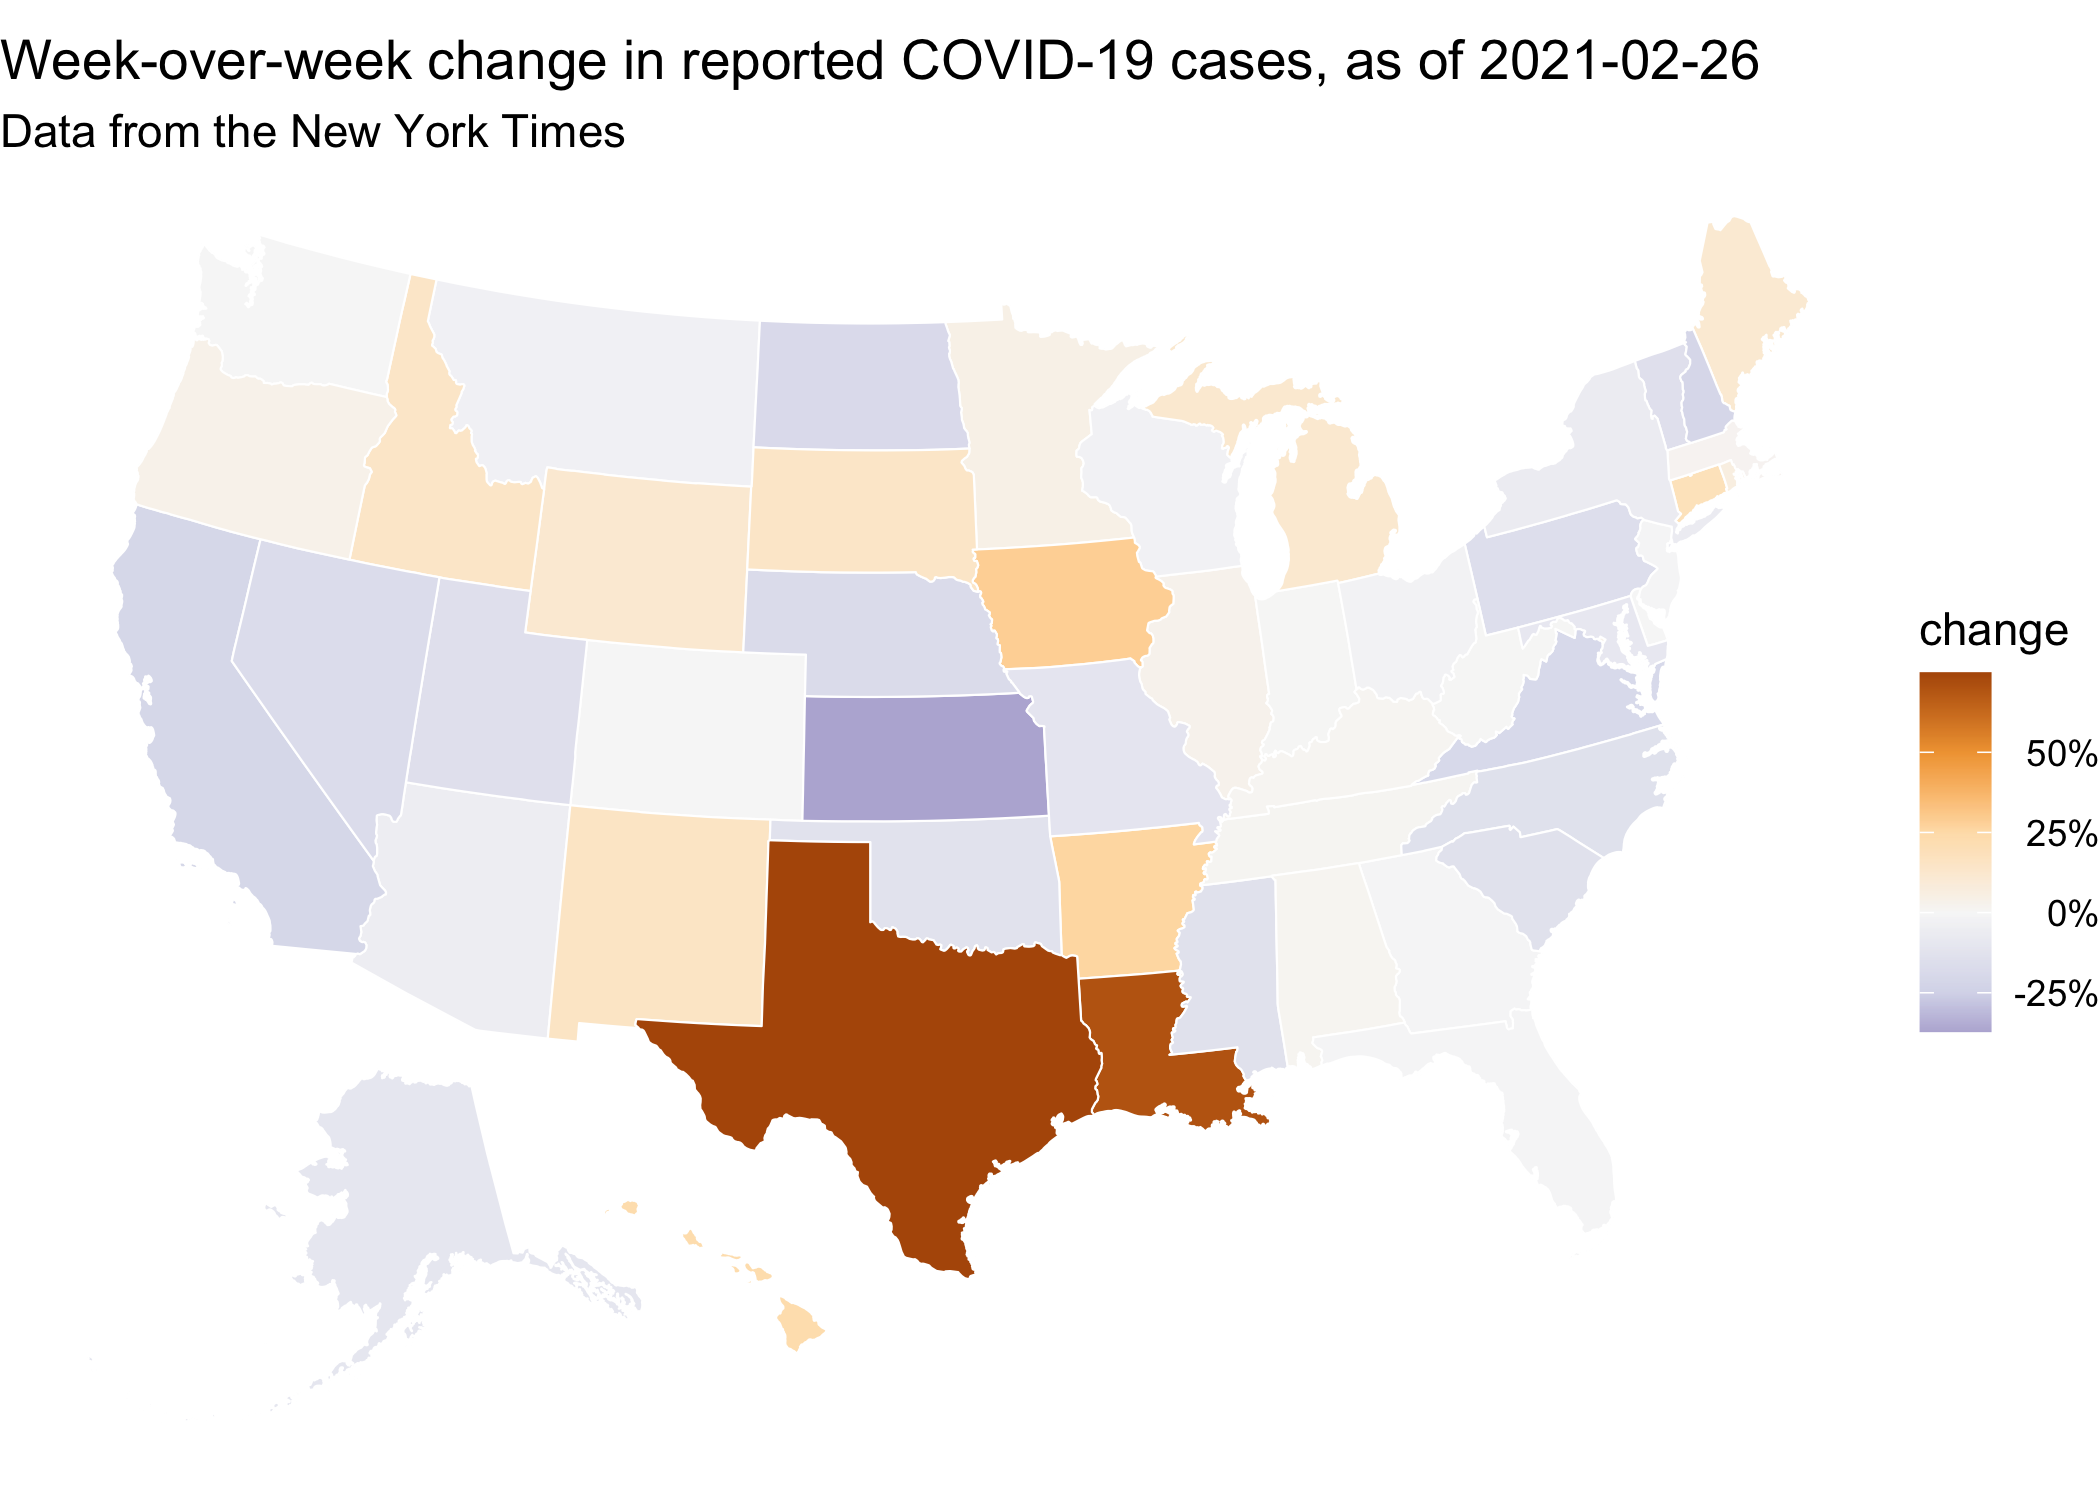 Week-over-week change in reported COVID-19 cases, as of 2021-02-26
Data from the New York Times
change
50%
25%
0%
-25%